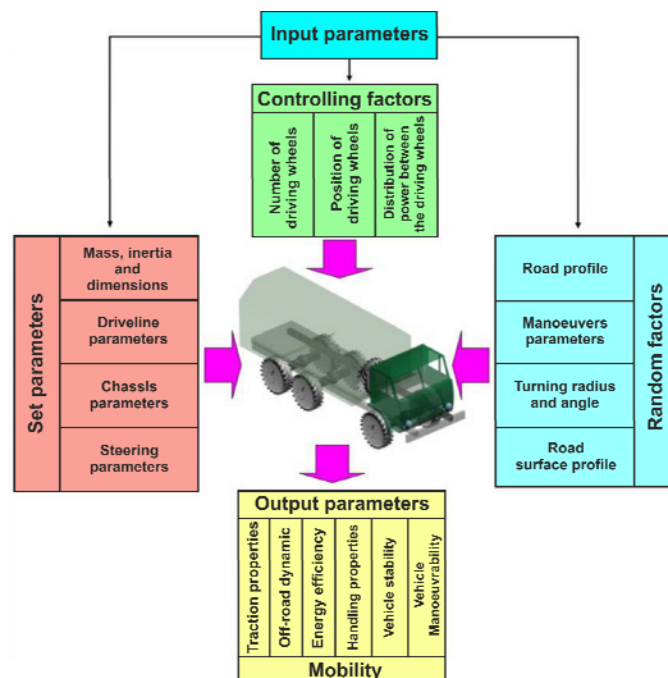 Input parameters
Controlling factors
Number of
driving wheels
Position of
driving wheels
Distribution of
power between
the driving wheels
Set parameters
Mass, inertia
and
dimensions
Driveline
parameters
Chassis
parameters
Steering
parameters
Road profile
Manoeuvers
parameters
Turning radius
and angle
Road
surface profile
Random factors
Output parameters
Traction properties
Off-road dynamic
Energy efficiency
Handling properties
Vehicle stability
Vehicle
Manoeuvrability
Mobility